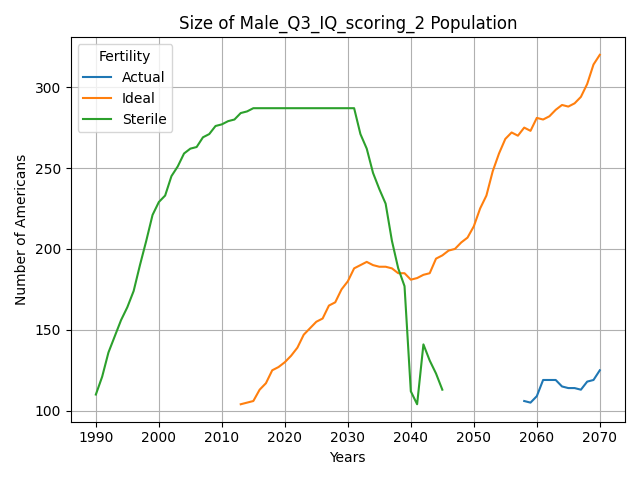 Size of Male_Q3_IQ_scoring_2 Population
Fertility
Actual
Ideal
Sterile
Number of Americans
300
250
200
150
100
1990 2000 2010 2020 2030 2040 2050 2060 2070
Years